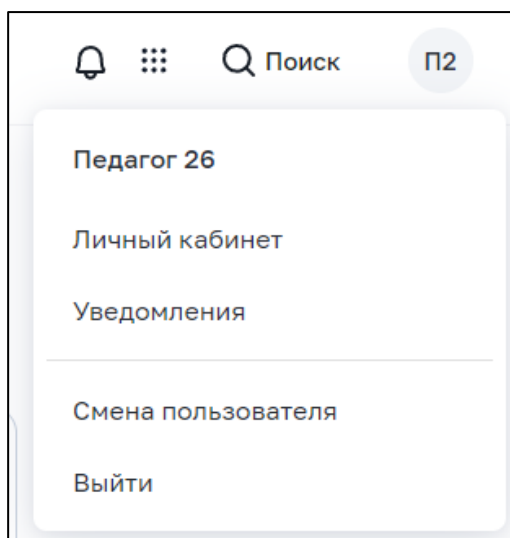 Поиск П2
Педагог 26
Личный кабинет
Уведомления
Смена пользователя
Выйти